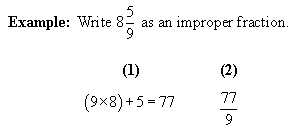 Example: Write 8 5/9 as an improper fraction.
(1) (2)
(9×8)+5=77 77/9